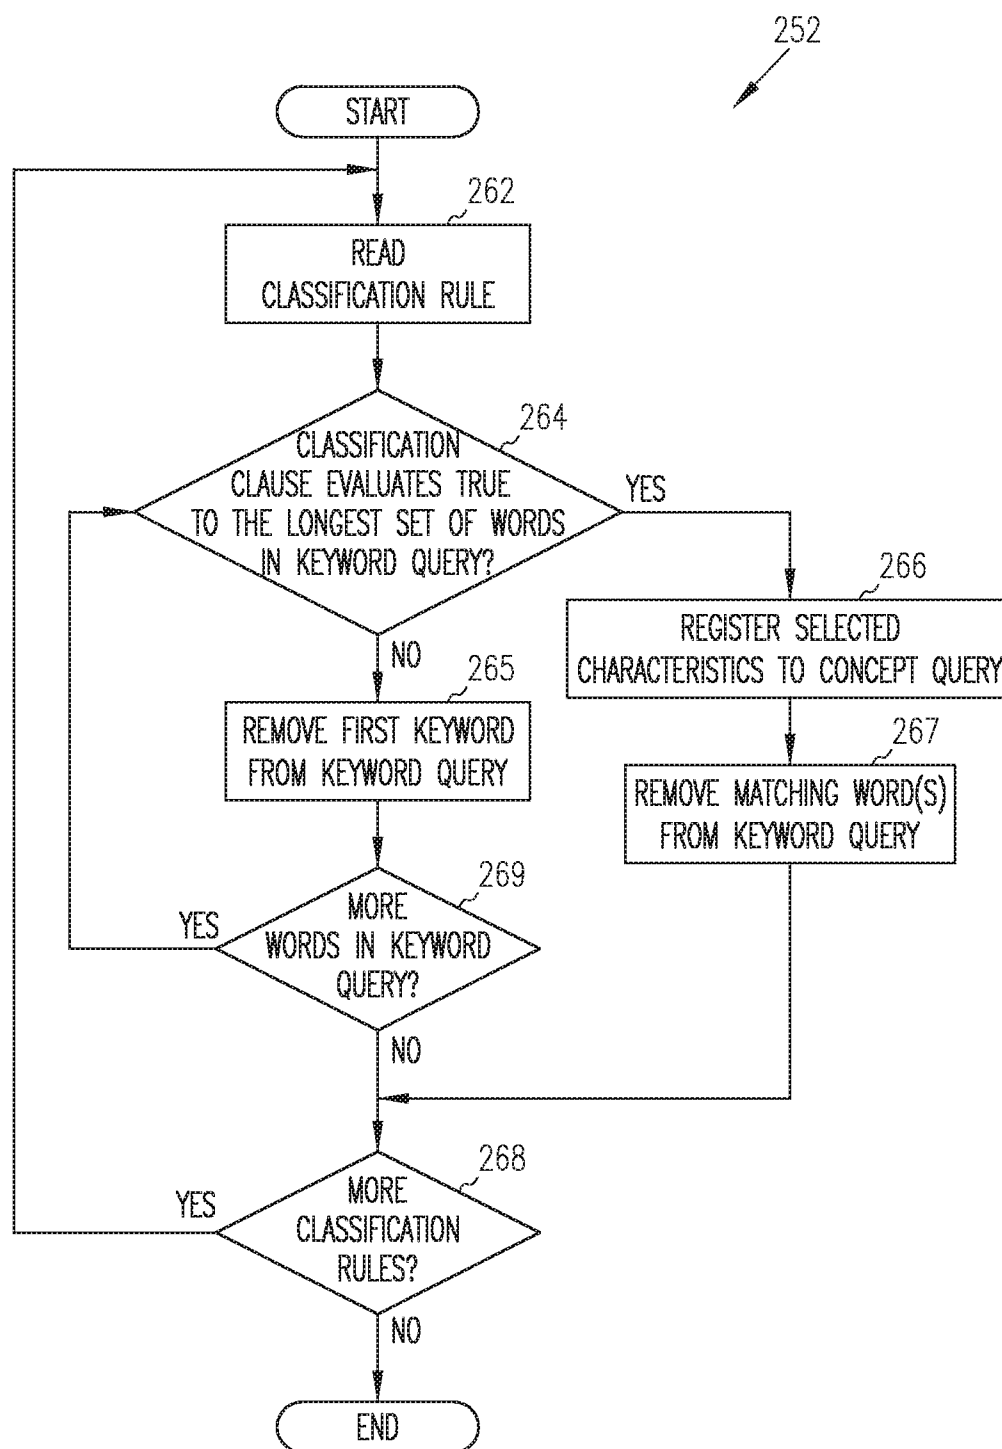 252
START
262
READ
CLASSIFICATION RULE
264
CLASSIFICATION
CLAUSE EVALUATES TRUE
TO THE LONGEST SET OF WORDS
IN KEYWORD QUERY?
YES
NO
266
REGISTER SELECTED
CHARACTERISTICS TO CONCEPT QUERY
265
REMOVE FIRST KEYWORD
FROM KEYWORD QUERY
267
REMOVE MATCHING WORD(S)
FROM KEYWORD QUERY
269
MORE
WORDS IN KEYWORD
QUERY?
YES
NO
268
MORE
CLASSIFICATION
RULES?
YES
NO
END